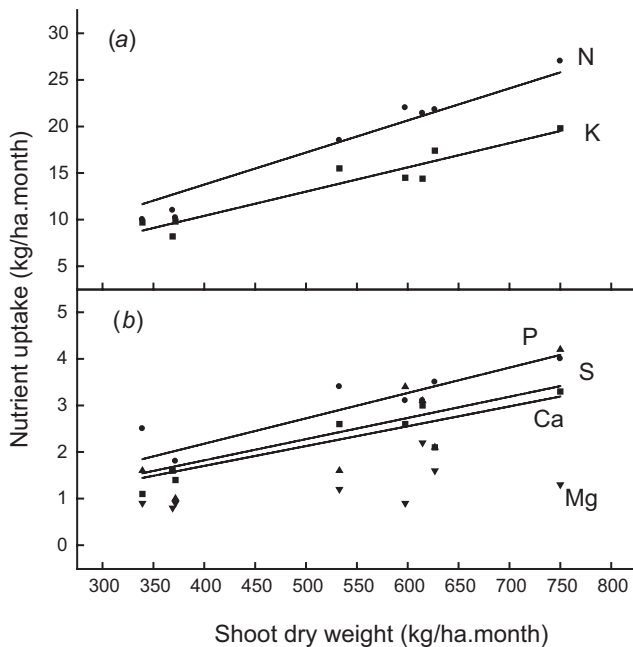 (a)
30
25
20
15
10
5
N
K
Nutrient uptake (kg/ha.month)
(b)
5
4
3
2
1
0
P
S
Ca
Mg
300 350 400 450 500 550 600 650 700 750 800
Shoot dry weight (kg/ha.month)